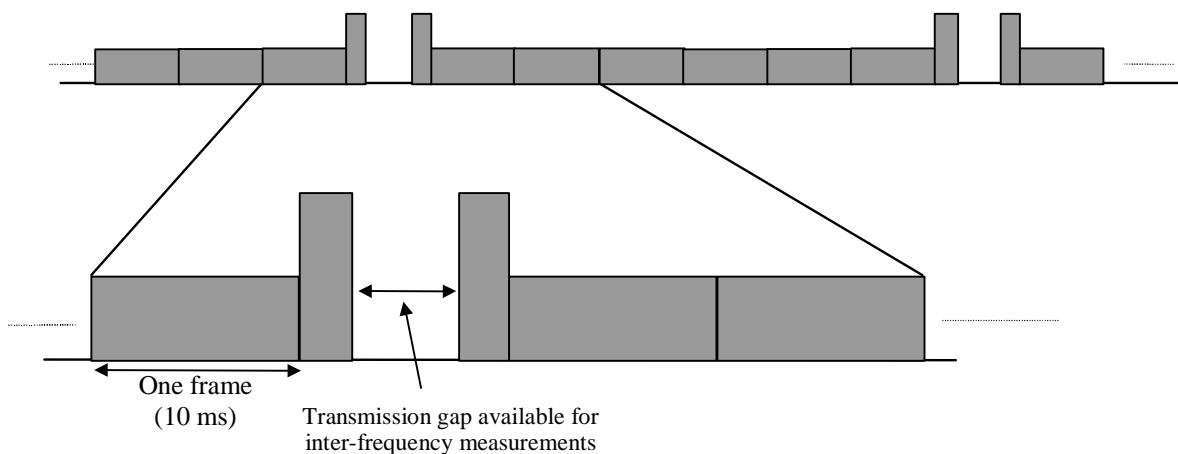 One frame
(10 ms)
Transmission gap available for
inter-frequency measurements